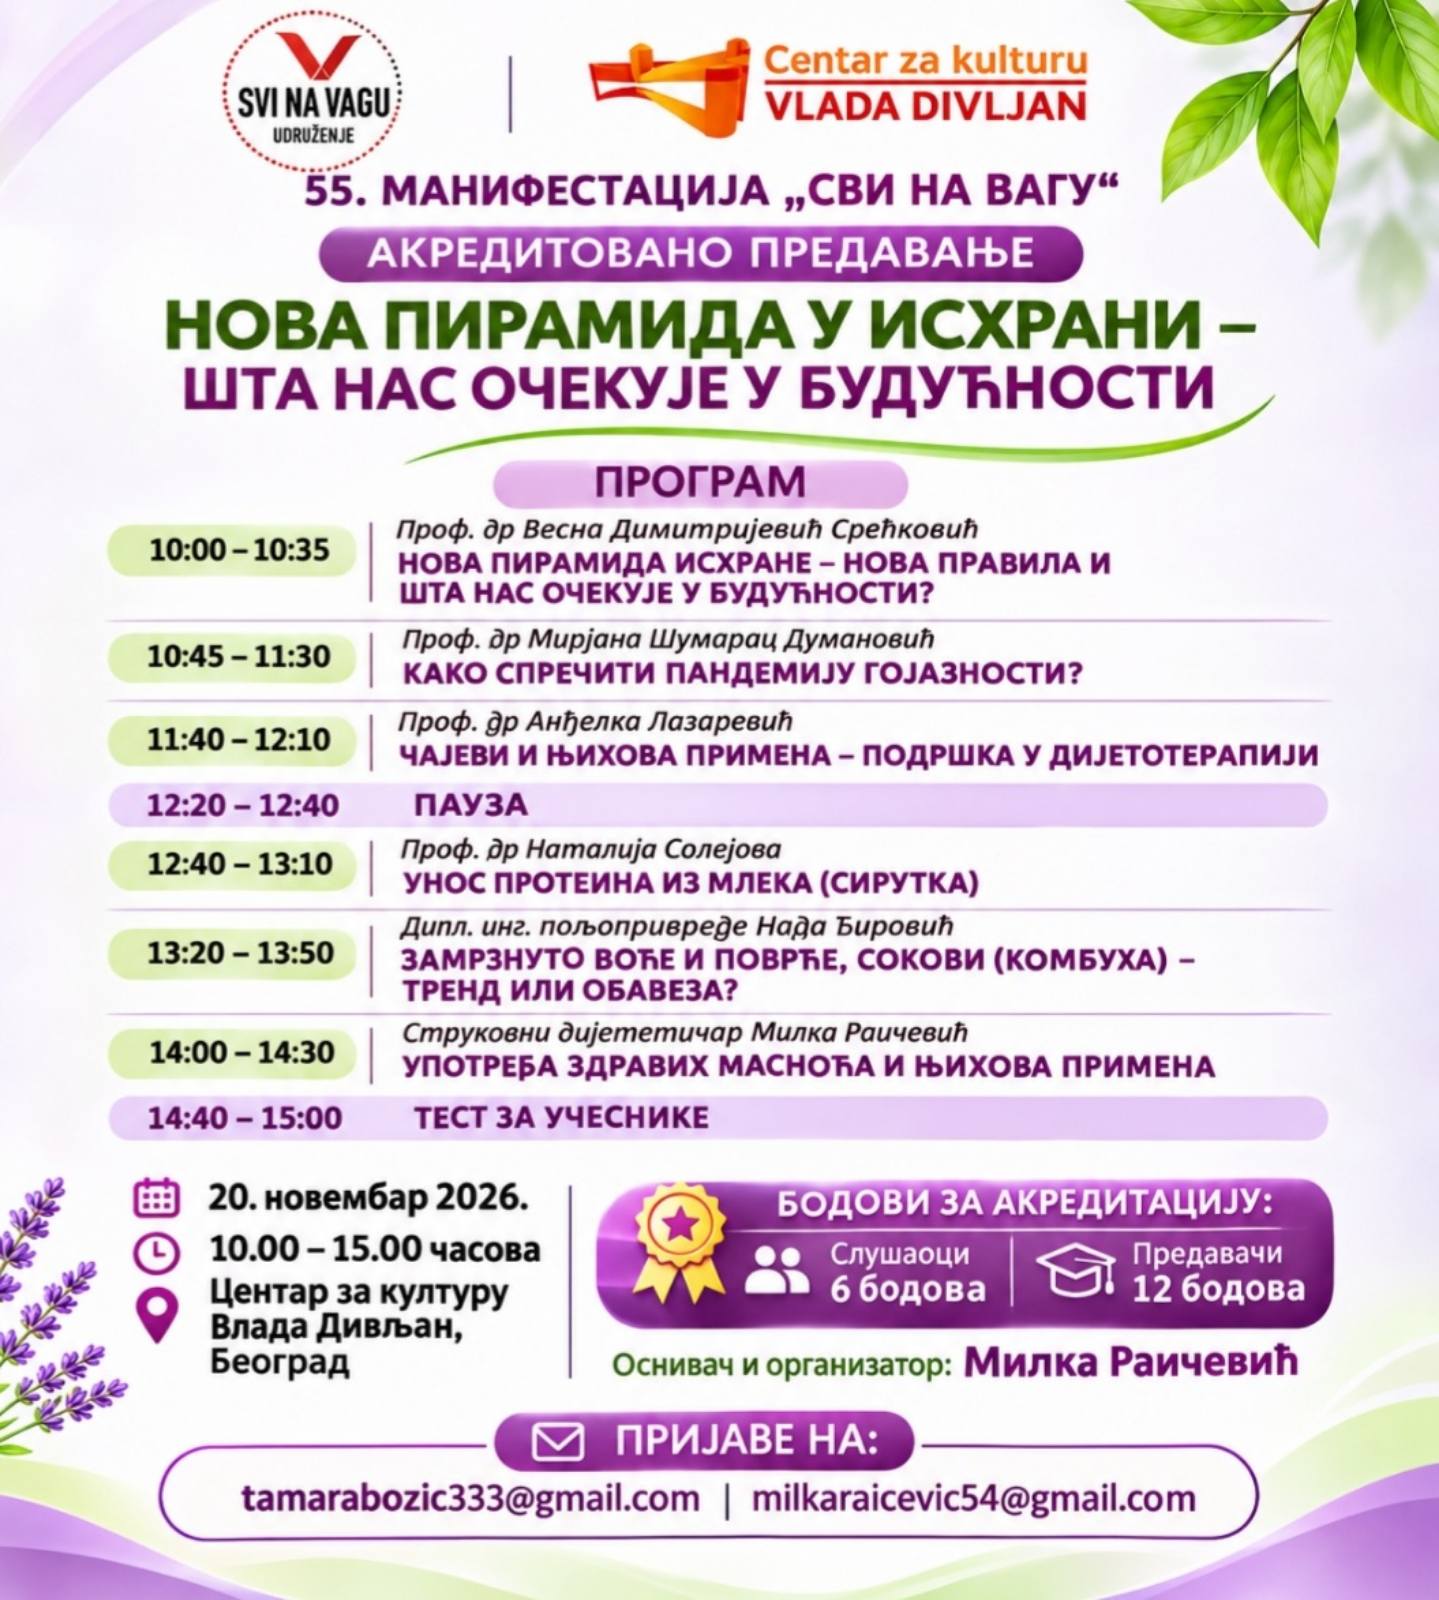 SVI NA VAGU
UDRUŽENJE
Centar za kulturu
VLADA DIVLJAN
55. МАНИФЕСТАЦИЈА „СВИ НА ВАГУ“
АКРЕДИТОВАНО ПРЕДАВАЊЕ
НОВА ПИРАМИДА У ИСХРАНИ –
ШТА НАС ОЧЕКУЈЕ У БУДУЋНОСТИ
ПРОГРАМ
10:00 – 10:35
Проф. др Весна Димитријевић Срећковић
НОВА ПИРАМИДА ИСХРАНЕ – НОВА ПРАВИЛА И
ШТА НАС ОЧЕКУЈЕ У БУДУЋНОСТИ?
10:45 – 11:30
Проф. др Мирјана Шумарац Думановић
КАКО СПРЕЧИТИ ПАНДЕМИЈУ ГОЈАЗНОСТИ?
11:40 – 12:10
Проф. др Анђелка Лазаревић
ЧАЈЕВИ И ЊИХОВА ПРИМЕНА – ПОДРШКА У ДИЈЕТОТЕРАПИЈИ
12:20 – 12:40 ПАУЗА
12:40 – 13:10
Проф. др Наталија Солејова
УНОС ПРОТЕИНА ИЗ МЛЕКА (СИРУТКА)
13:20 – 13:50
Дипл. инг. пољопривреде Нада Ћировић
ЗАМРЗНУТО ВОЋЕ И ПОВРЋЕ, СОКОВИ (КОМБУХА) –
ТРЕНД ИЛИ ОБАВЕЗА?
14:00 – 14:30
Струковни дијететичар Милка Раичевић
УПОТРЕБА ЗДРАВИХ МАСНОЋА И ЊИХОВА ПРИМЕНА
14:40 – 15:00 ТЕСТ ЗА УЧЕСНИКЕ
20. новембар 2026.
10.00 – 15.00 часова
Центар за културу
Влада Дивљан,
Београд
БОДОВИ ЗА АКРЕДИТАЦИЈУ:
Слушаоци
6 бодова
Предавачи
12 бодова
Оснивач и организатор: Милка Раичевић
ПРИЈАВЕ НА:
tamarabozic333@gmail.com | milkaraicevic54@gmail.com